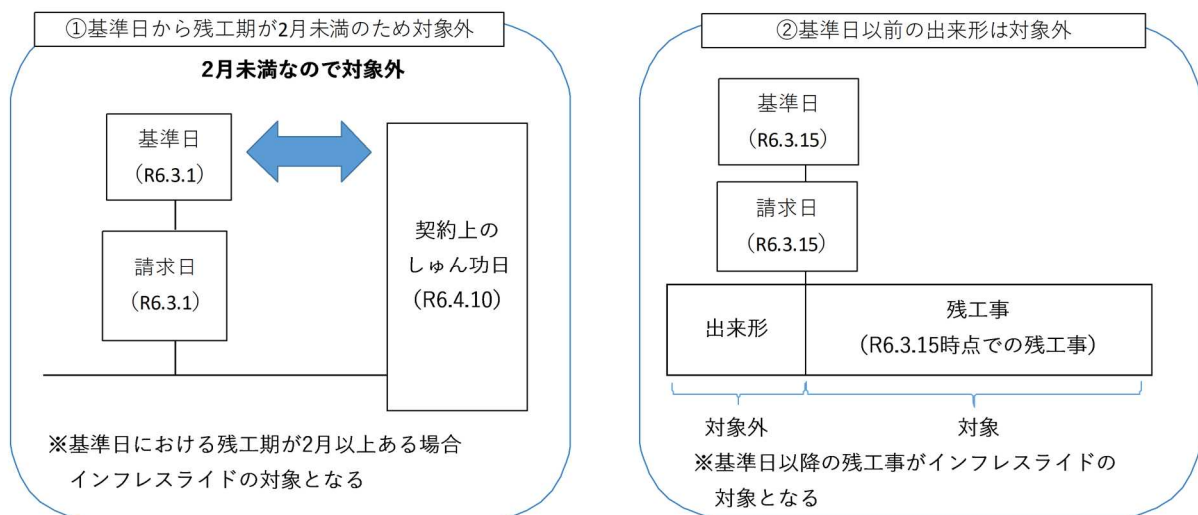 ①基準日から残工期が2月未満のため対象外
2月未満なので対象外
基準日
(R6.3.1)
請求日
(R6.3.1)
契約上の
しゅん功日
(R6.4.10)
※基準日における残工期が2月以上ある場合
インフレスライドの対象となる
②基準日以前の出来形は対象外
基準日
(R6.3.15)
請求日
(R6.3.15)
出来形
残工事
(R6.3.15時点での残工事)
対象外
対象
※基準日以降の残工事がインフレスライドの
対象となる